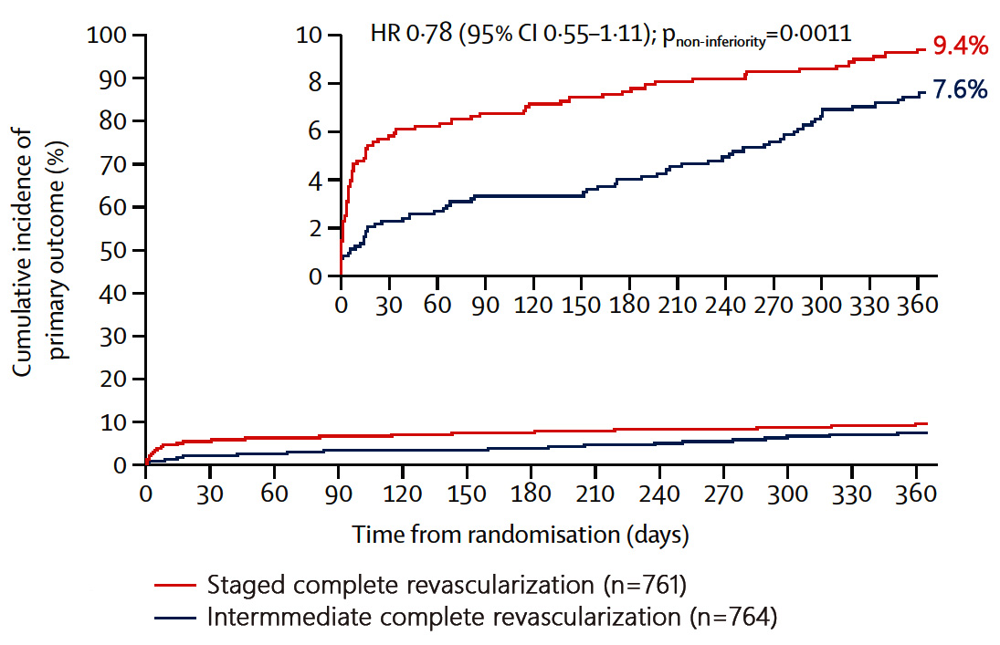 HR 0·78 (95% CI 0·55–1·11); pnon-inferiority=0·0011
Cumulative incidence of
primary outcome (%)
100
90
80
70
60
50
40
30
20
10
0
10
8
6
4
2
0
9.4%
7.6%
0 30 60 90 120 150 180 210 240 270 300 330 360
0 30 60 90 120 150 180 210 240 270 300 330 360
Time from randomisation (days)
Staged complete revascularization (n=761)
Intermmediate complete revascularization (n=764)